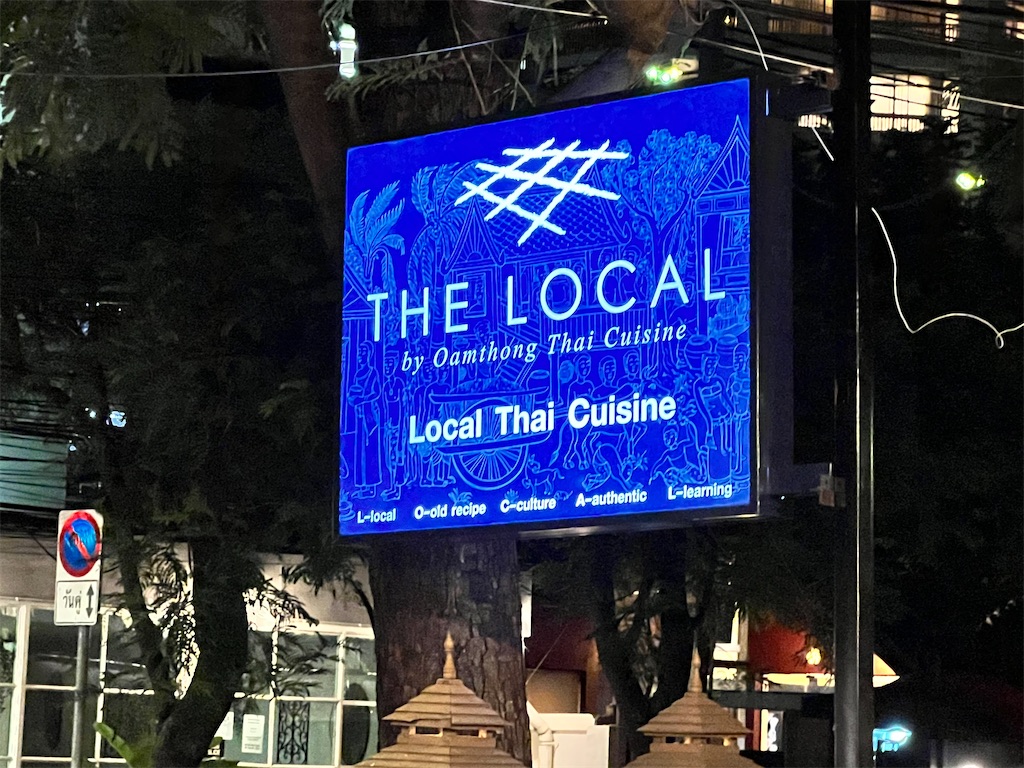 THE LOCAL
by Oamthong Thai Cuisine
Local Thai Cuisine
L-local O-old recipe C-culture A-authentic L-learning
วันคู่